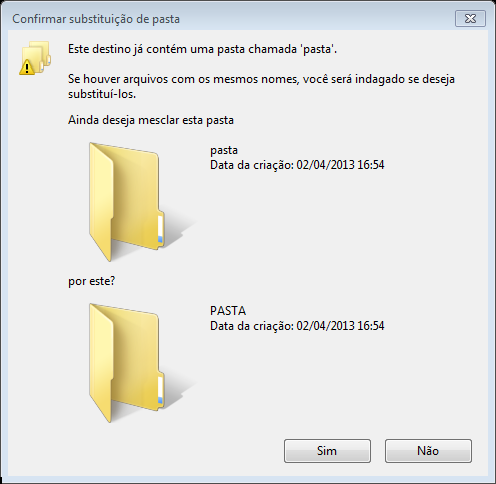 Confirmar substituição de pasta
Este destino já contém uma pasta chamada 'pasta'.
Se houver arquivos com os mesmos nomes, você será indagado se deseja
substituí-los.
Ainda deseja mesclar esta pasta
pasta
Data da criação: 02/04/2013 16:54
por este?
PASTA
Data da criação: 02/04/2013 16:54
Sim
Não